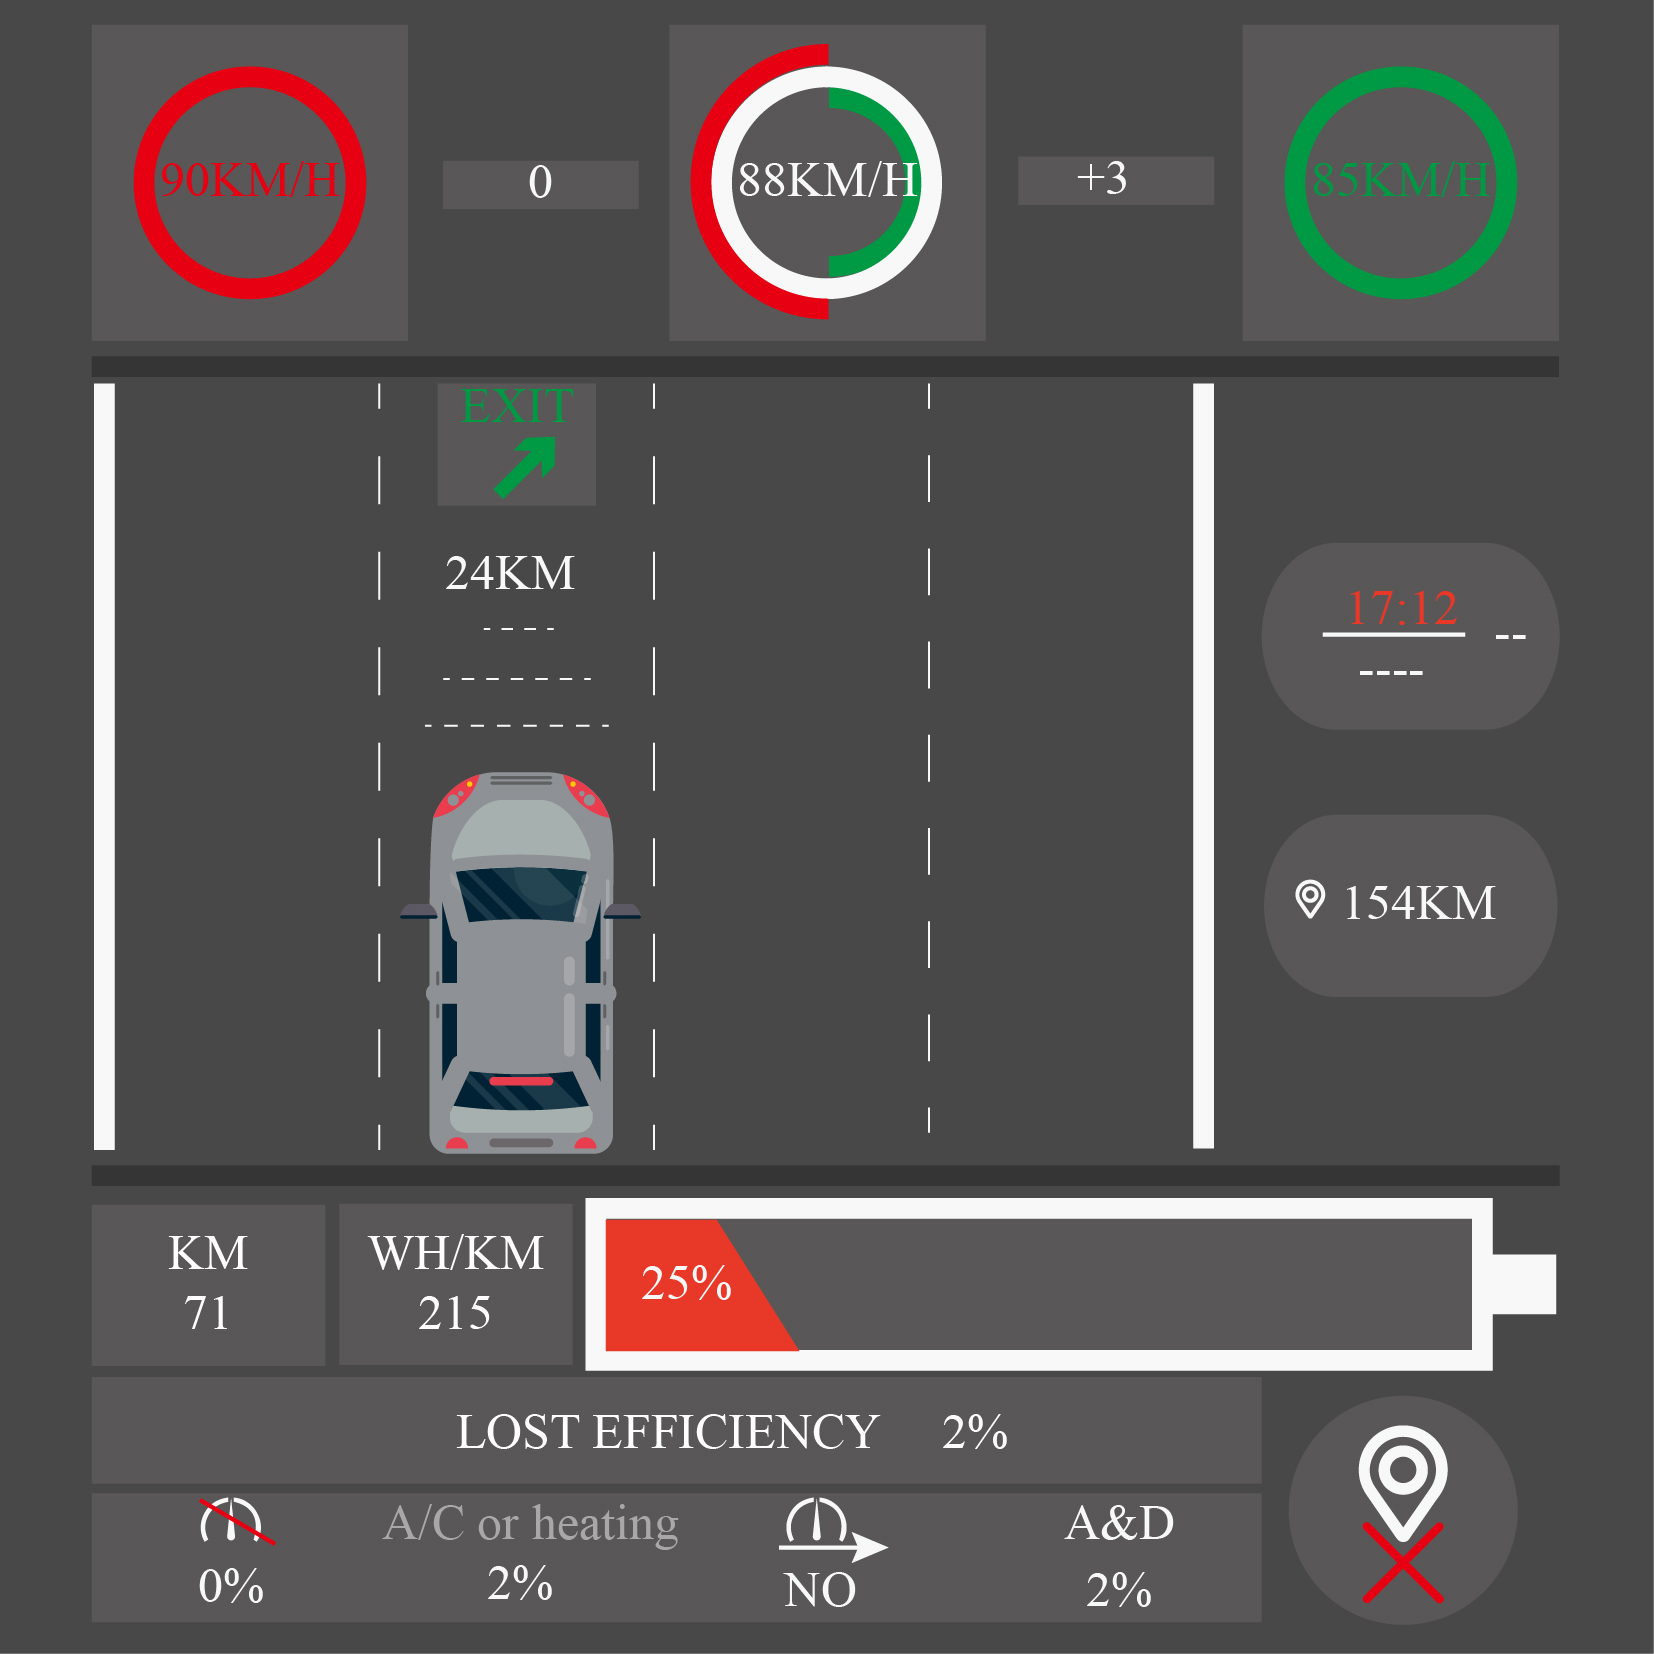 90KM/H
0
88KM/H
+3
85KM/H
EXIT
24KM
17:12
--
----
154KM
KM
71
WH/KM
215
25%
LOST EFFICIENCY 2%
A/C or heating
A&D
0%
2%
NO
2%